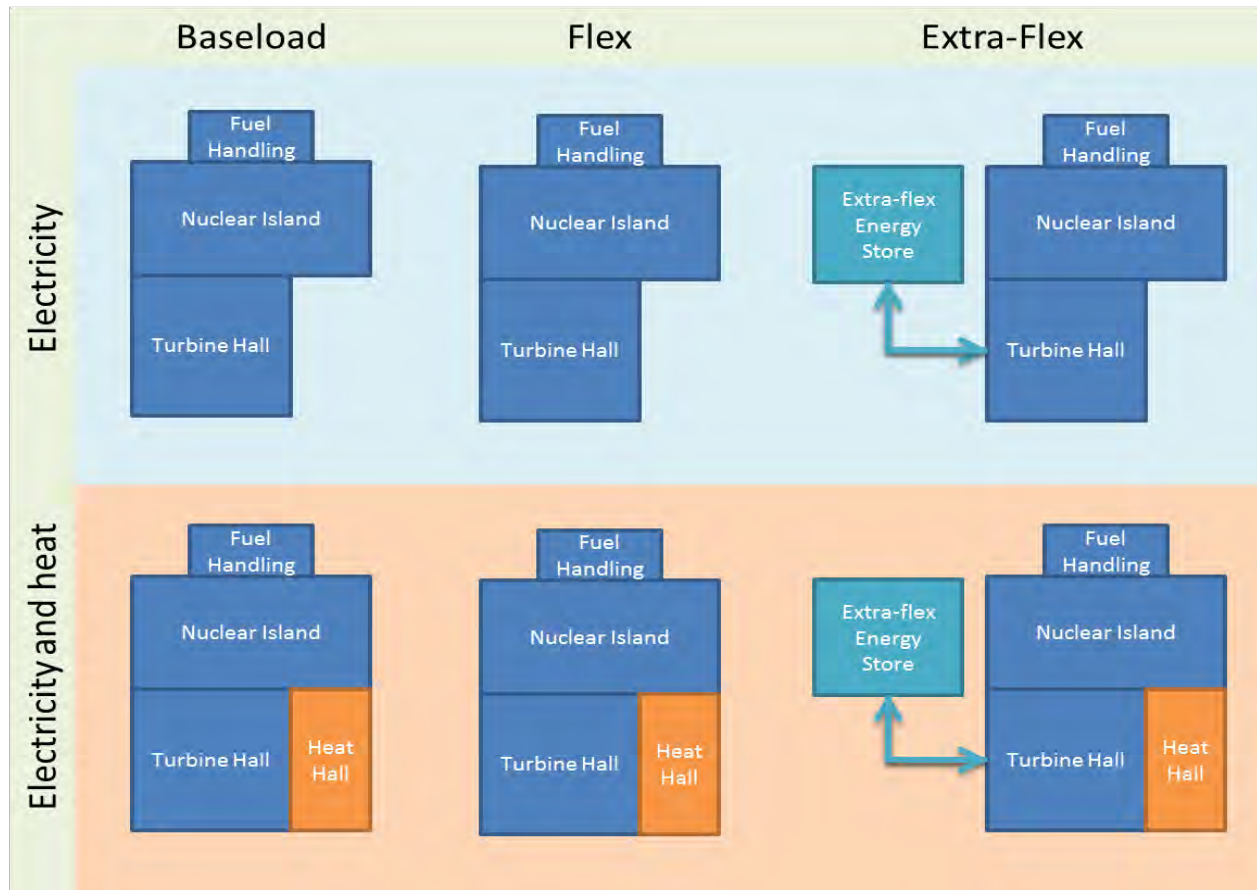 Baseload
Flex
Extra-Flex
Electricity
Fuel
Handling
Nuclear Island
Turbine Hall
Fuel
Handling
Nuclear Island
Turbine Hall
Extra-flex
Energy
Store
Fuel
Handling
Nuclear Island
Turbine Hall
Electricity and heat
Fuel
Handling
Nuclear Island
Turbine Hall
Heat
Hall
Fuel
Handling
Nuclear Island
Turbine Hall
Heat
Hall
Extra-flex
Energy
Store
Fuel
Handling
Nuclear Island
Turbine Hall
Heat
Hall